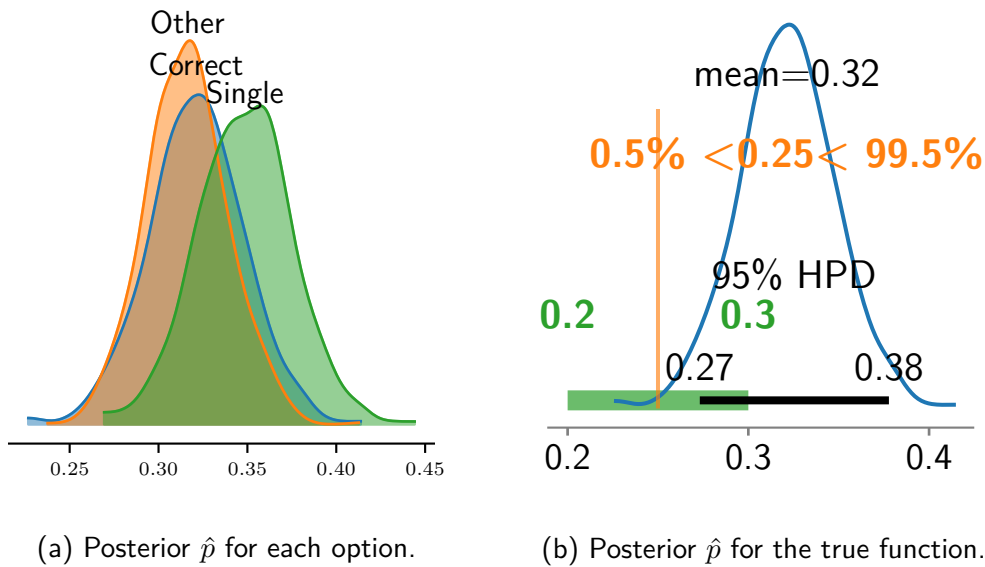 Other
Correct
Single
0.25 0.30 0.35 0.40 0.45
(a) Posterior p̂ for each option.
mean=0.32
0.5% <0.25< 99.5%
95% HPD
0.2 0.3
0.27 0.38
0.2 0.3 0.4
(b) Posterior p̂ for the true function.